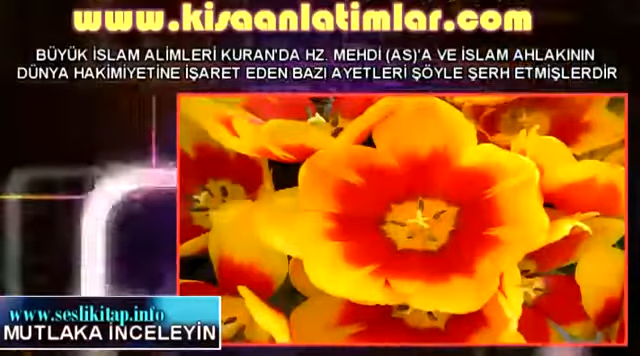 www.kisaanlatimlar.com
BÜYÜK İSLAM ALİMLERİ KURAN'DA HZ. MEHDİ (AS)'A VE İSLAM AHLAKININ
DÜNYA HAKİMİYETİNE İŞARET EDEN BAZI AYETLERİ ŞÖYLE ŞERH ETMİŞLERDİR
www.seslikitap.info
MUTLAKA İNCELEYİN